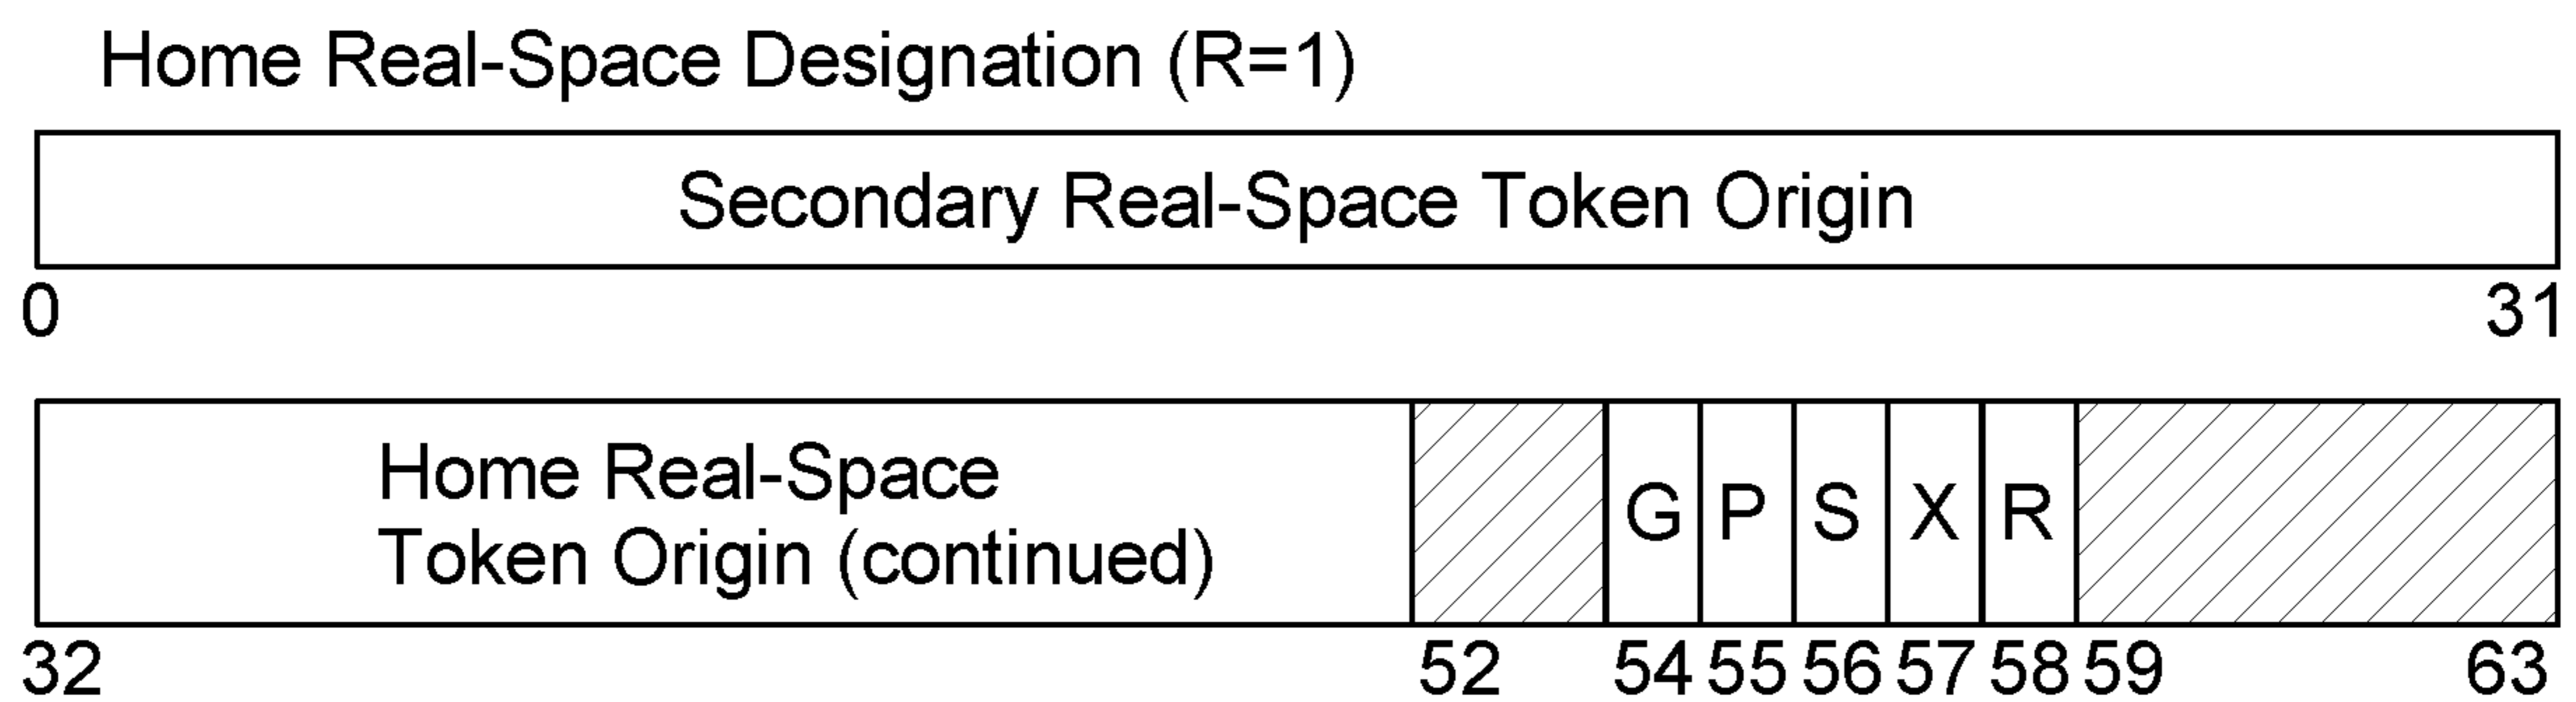 Home Real-Space Designation (R=1)
Secondary Real-Space Token Origin
0 31
Home Real-Space
Token Origin (continued)
G P S X R
32 52 54 55 56 57 58 59 63